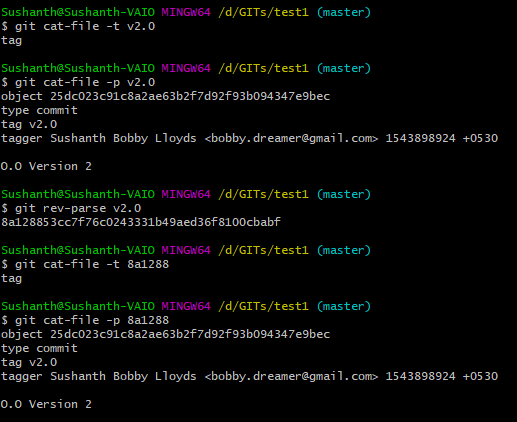 Sushanth@Sushanth-VAIO MINGW64 /d/GITs/test1 (master)
$ git cat-file -t v2.0
tag
Sushanth@Sushanth-VAIO MINGW64 /d/GITs/test1 (master)
$ git cat-file -p v2.0
object 25dc023c91c8a2ae63b2f7d92f93b094347e9bec
type commit
tag v2.0
tagger Sushanth Bobby Lloyds <bobby.dreamer@gmail.com> 1543898924 +0530
0.0 Version 2
Sushanth@Sushanth-VAIO MINGW64 /d/GITs/test1 (master)
$ git rev-parse v2.0
8a128853cc7f76c0243331b49aed36f8100cbabf
Sushanth@Sushanth-VAIO MINGW64 /d/GITs/test1 (master)
$ git cat-file -t 8a1288
tag
Sushanth@Sushanth-VAIO MINGW64 /d/GITs/test1 (master)
$ git cat-file -p 8a1288
object 25dc023c91c8a2ae63b2f7d92f93b094347e9bec
type commit
tag v2.0
tagger Sushanth Bobby Lloyds <bobby.dreamer@gmail.com> 1543898924 +0530
0.0 Version 2